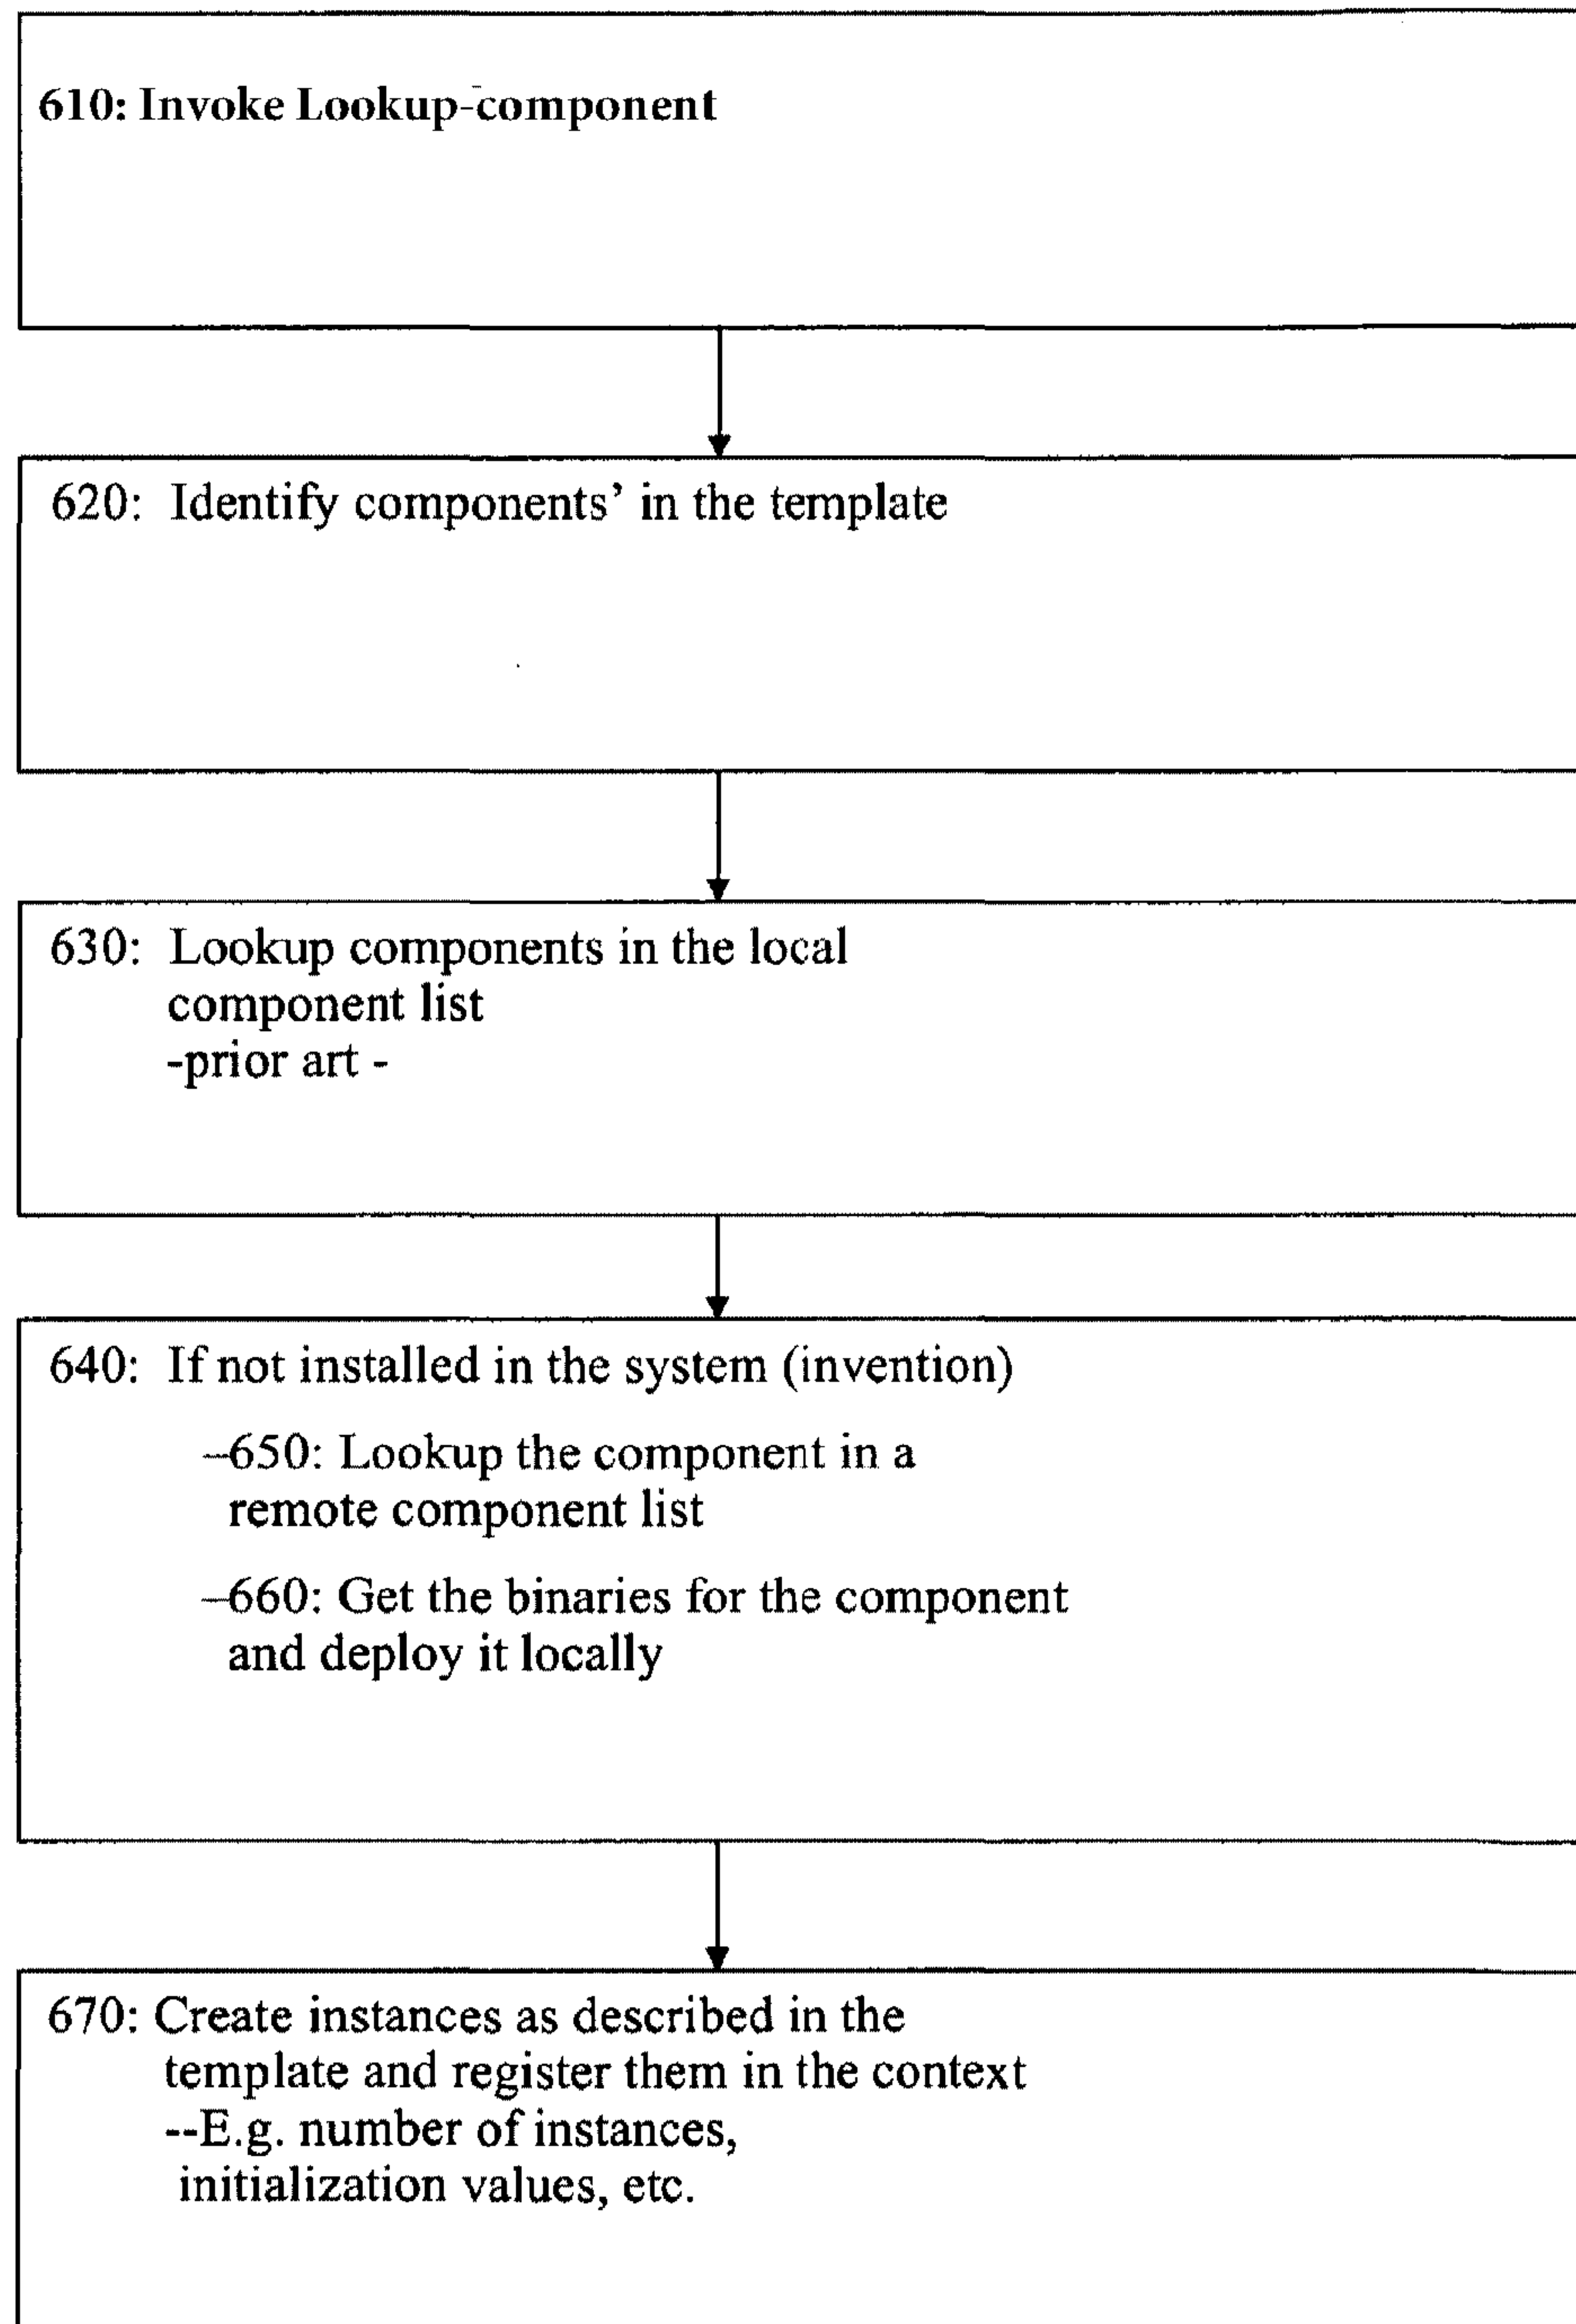 610: Invoke Lookup-component
620: Identify components’ in the template
630: Lookup components in the local
component list
-prior art -
640: If not installed in the system (invention)
–650: Lookup the component in a
remote component list
–660: Get the binaries for the component
and deploy it locally
670: Create instances as described in the
template and register them in the context
--E.g. number of instances,
initialization values, etc.